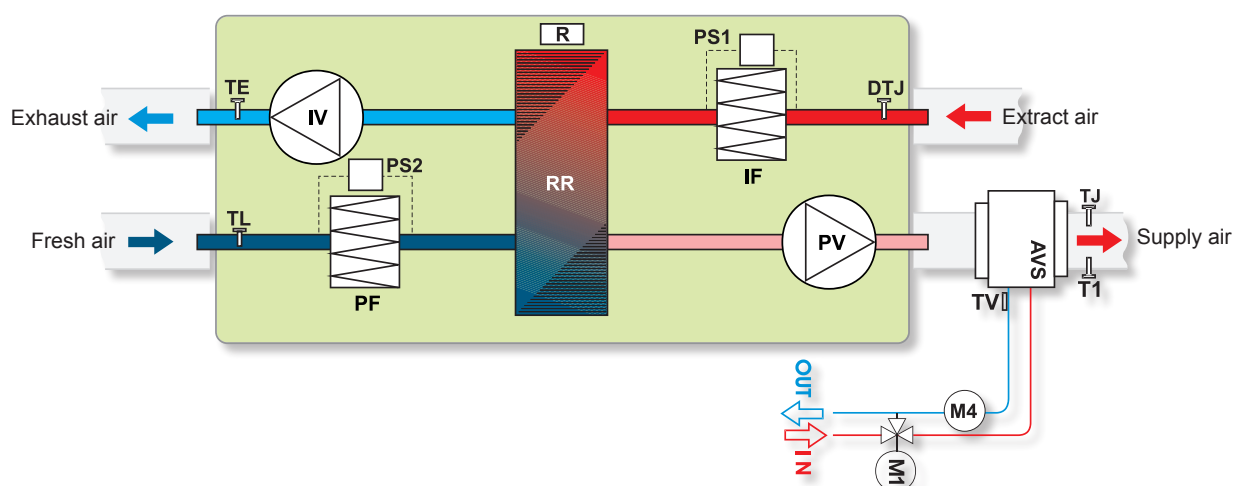 R
PS1
TE
DTJ
Exhaust air
IV
Extract air
IF
PS2
RR
TL
TJ
Fresh air
PV
AVS
Supply air
PF
TV
T1
OUT
M4
IN
M1